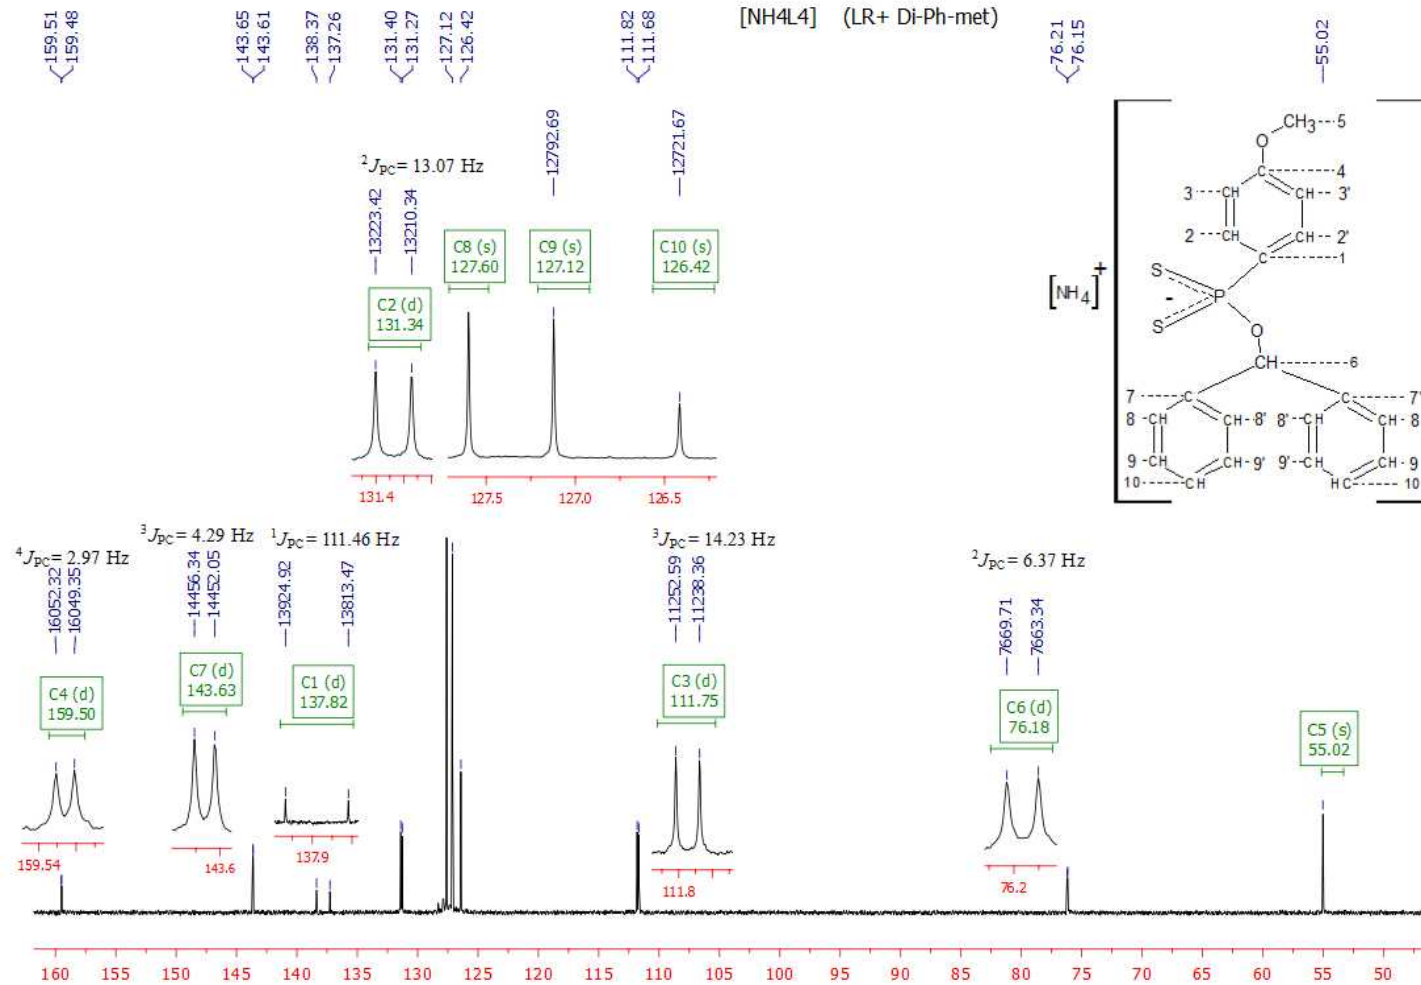 [NH4L4] (LR+ Di-Ph-met)
159.51
159.48
143.65
143.61
138.37
137.26
131.40
131.27
127.12
126.42
111.82
111.68
76.21
76.15
55.02
²JPC= 13.07 Hz
13223.42
13210.34
12792.69
12721.67
C2 (d)
131.34
C8 (s)
127.60
C9 (s)
127.12
C10 (s)
126.42
131.4
127.5
127.0
126.5
[NH4]+
CH3 5
O
C 4
3 CH CH 3'
2 CH CH 2'
C 1
S
P
-
S
O
CH 6
7 C C 7'
8 CH CH 8' 8' CH CH 8
9 CH CH 9' 9' CH CH 9
10 CH HC 10
⁴JPC= 2.97 Hz
16052.32
16049.35
C4 (d)
159.50
159.54
³JPC= 4.29 Hz
14456.34
14452.05
C7 (d)
143.63
143.6
¹JPC= 111.46 Hz
13924.92
13813.47
C1 (d)
137.82
137.9
³JPC= 14.23 Hz
11252.59
11238.36
C3 (d)
111.75
111.8
²JPC= 6.37 Hz
7669.71
7663.34
C6 (d)
76.18
76.2
C5 (s)
55.02
160 155 150 145 140 135 130 125 120 115 110 105 100 95 90 85 80 75 70 65 60 55 50